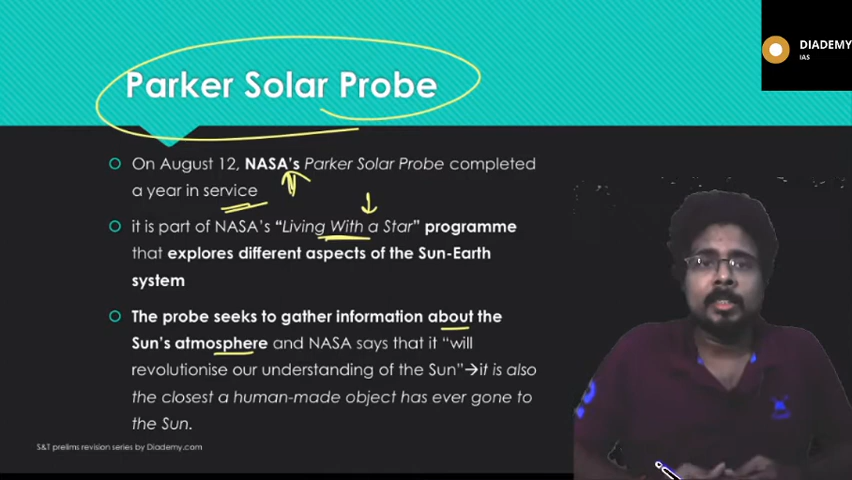 DIADEMY
IAS
Parker Solar Probe
On August 12, NASA's Parker Solar Probe completed
a year in service
it is part of NASA's "Living With a Star" programme
that explores different aspects of the Sun-Earth
system
The probe seeks to gather information about the
Sun's atmosphere and NASA says that it "will
revolutionise our understanding of the Sun"→it is also
the closest a human-made object has ever gone to
the Sun.
S&T prelims revision series by Diademy.com